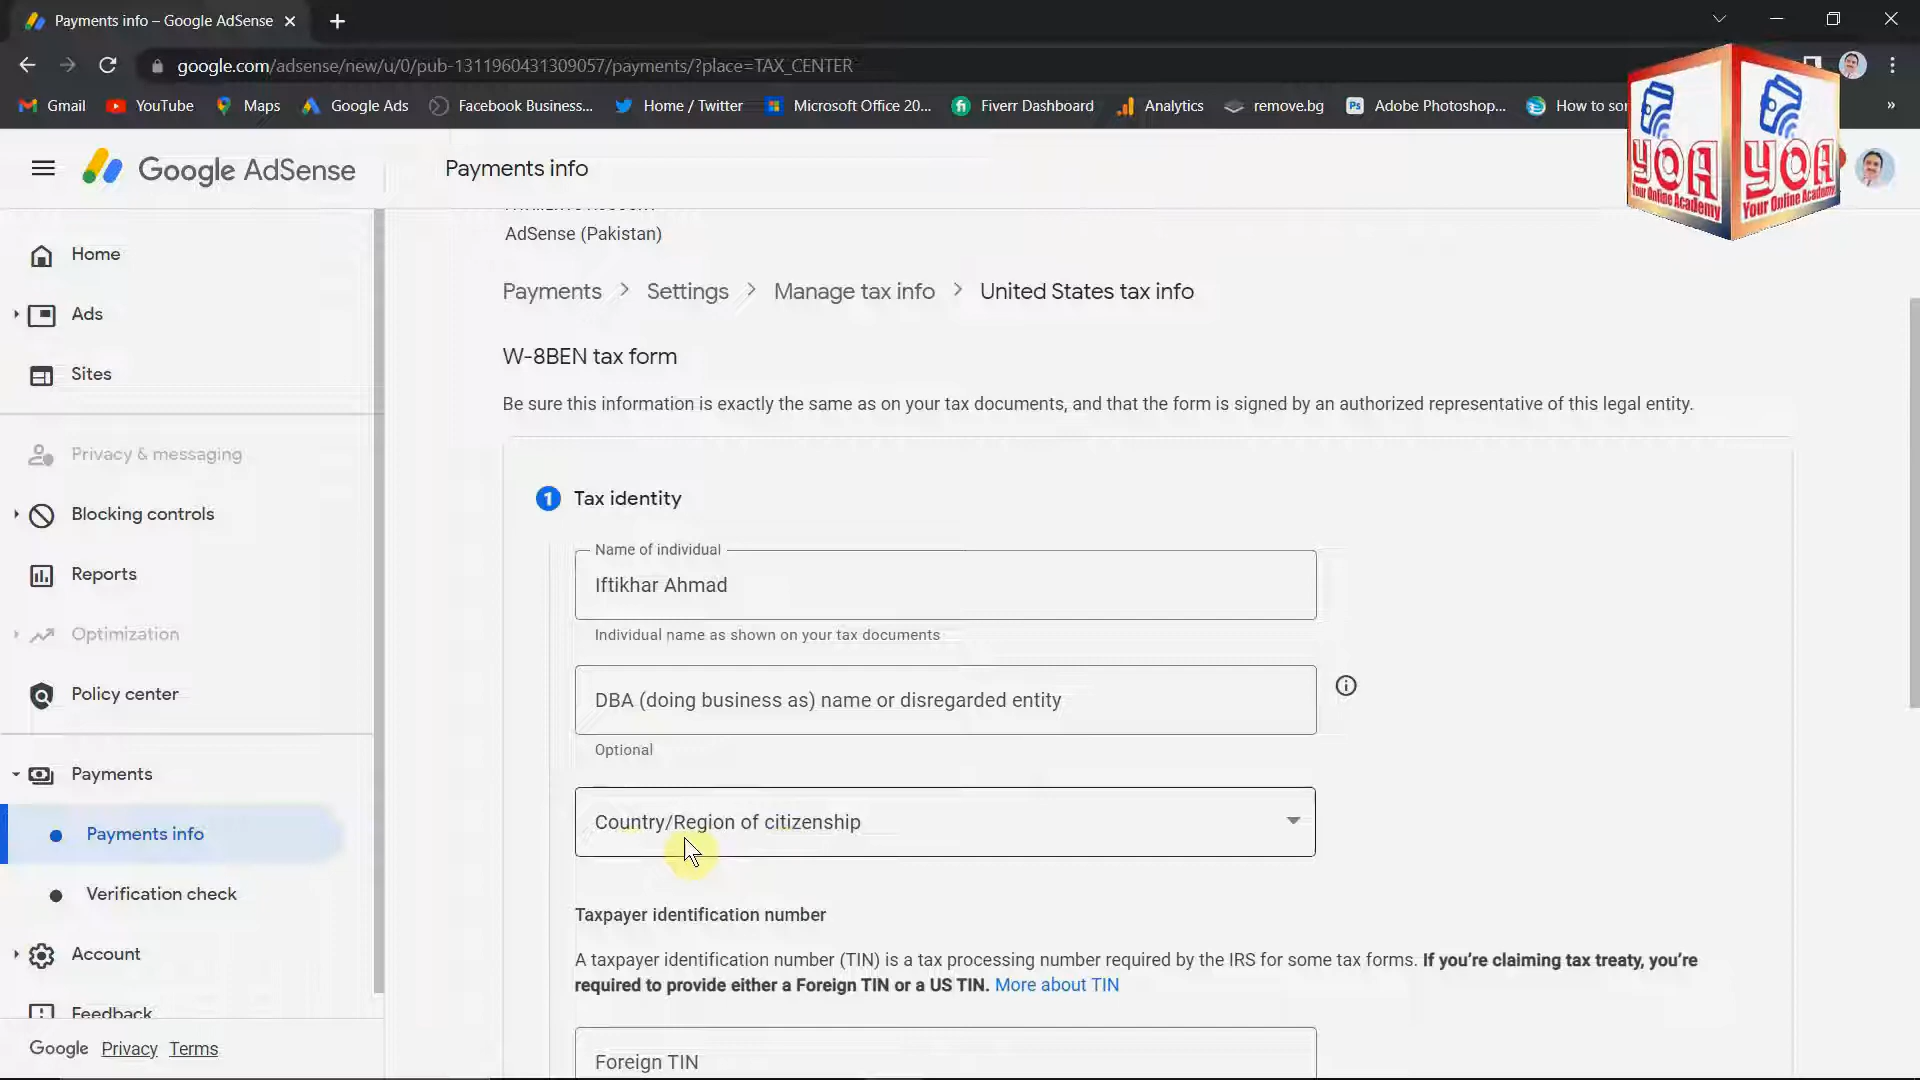 Payments info – Google AdSense
google.com/adsense/new/u/0/pub-1311960431309057/payments/?place=TAX_CENTER
Gmail
YouTube
Maps
Google Ads
Facebook Business...
Home / Twitter
Microsoft Office 20...
Fiverr Dashboard
Analytics
remove.bg
Adobe Photoshop...
How to
»
YOA
Your Online Academy
YOA
Your Online Academy
Google AdSense
Payments info
Home
Ads
Sites
Privacy & messaging
Blocking controls
Reports
Optimization
Policy center
Payments
Payments info
Verification check
Account
Feedback
Google Privacy Terms
AdSense (Pakistan)
Payments > Settings > Manage tax info > United States tax info
W-8BEN tax form
Be sure this information is exactly the same as on your tax documents, and that the form is signed by an authorized representative of this legal entity.
1 Tax identity
Name of individual
Iftikhar Ahmad
Individual name as shown on your tax documents
DBA (doing business as) name or disregarded entity
Optional
Country/Region of citizenship
Taxpayer identification number
A taxpayer identification number (TIN) is a tax processing number required by the IRS for some tax forms. If you're claiming tax treaty, you're
required to provide either a Foreign TIN or a US TIN. More about TIN
Foreign TIN